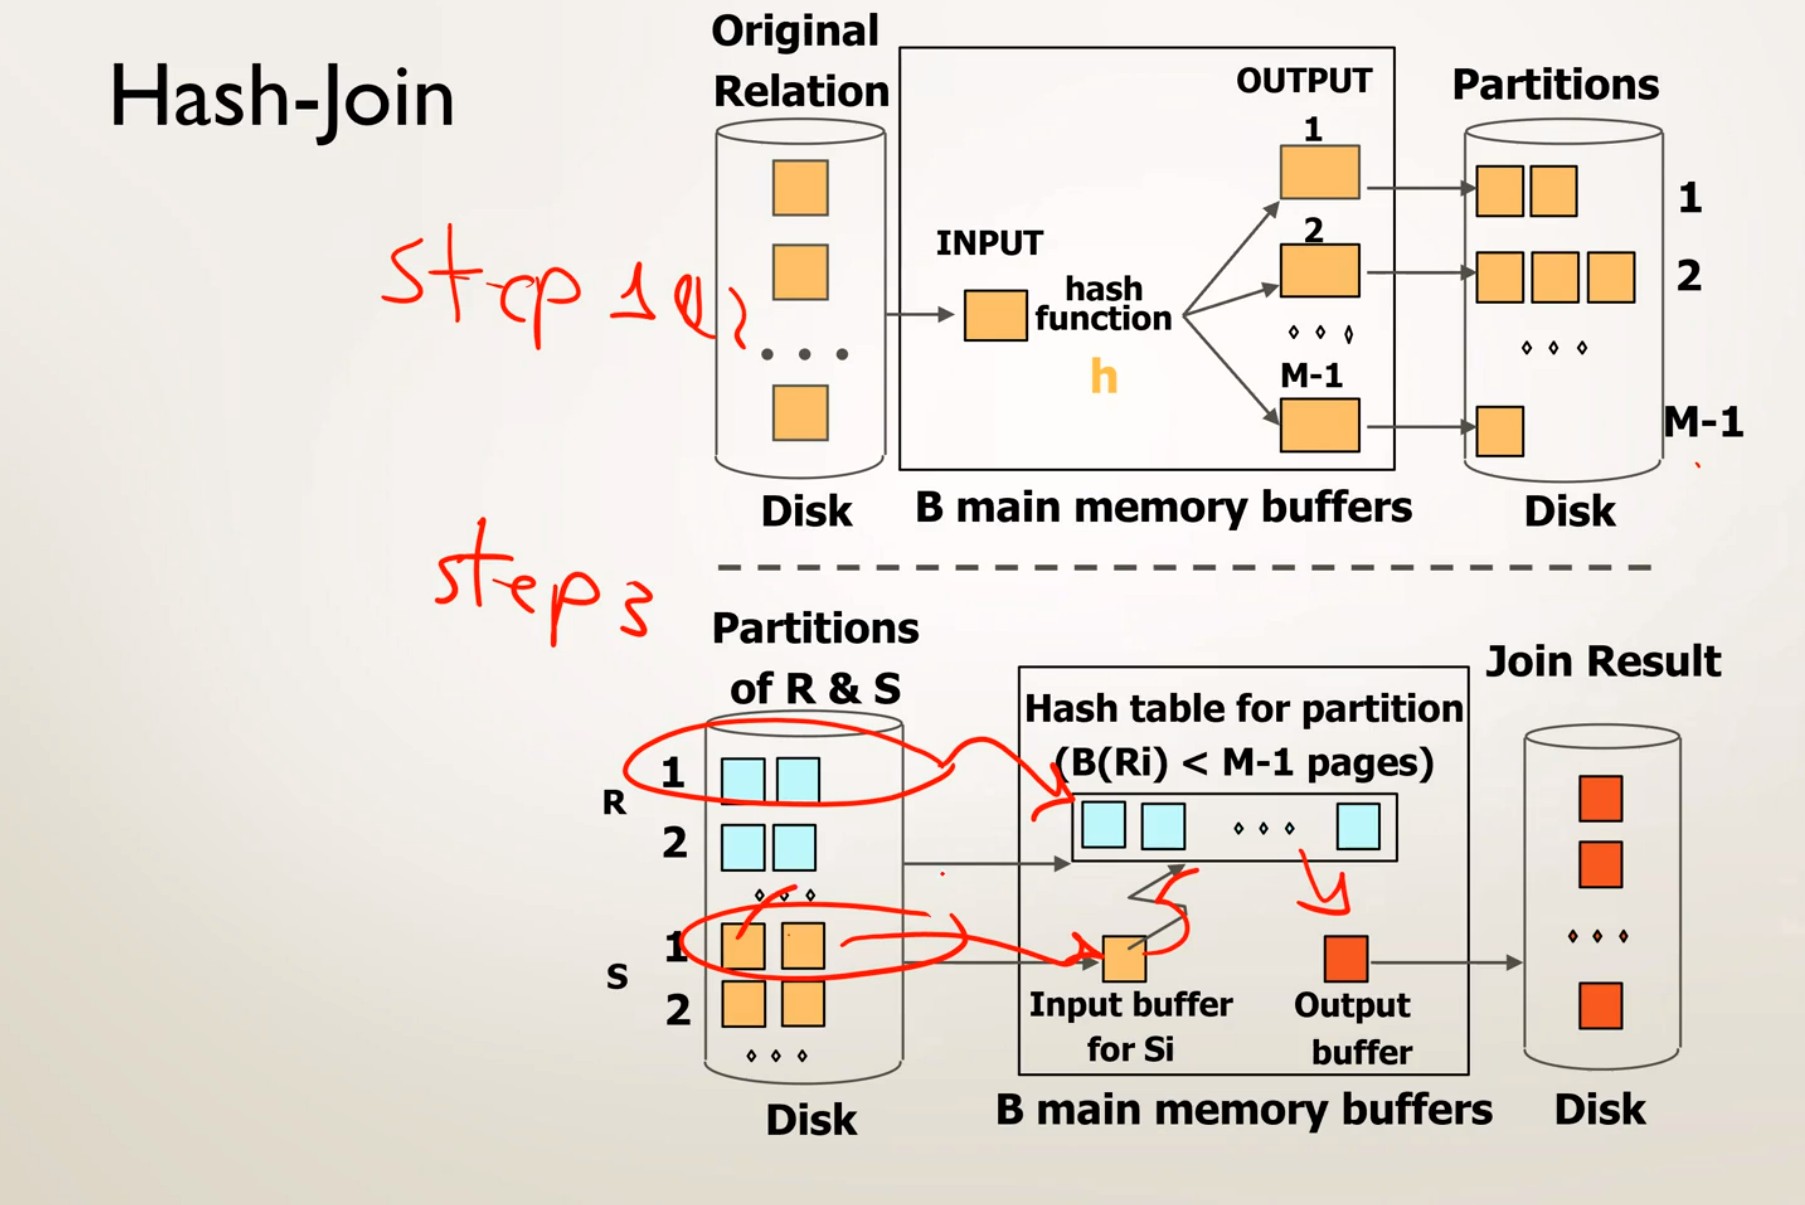 Hash-Join
Original
Relation
OUTPUT
Partitions
1
1
INPUT
2
2
hash
function
h
step 1&2
M-1
M-1
Disk
B main memory buffers
Disk
step 3
Partitions
of R & S
Join Result
Hash table for partition
(B(Ri) < M-1 pages)
1
R
2
1
S
2
Input buffer
for Si
Output
buffer
Disk
B main memory buffers
Disk